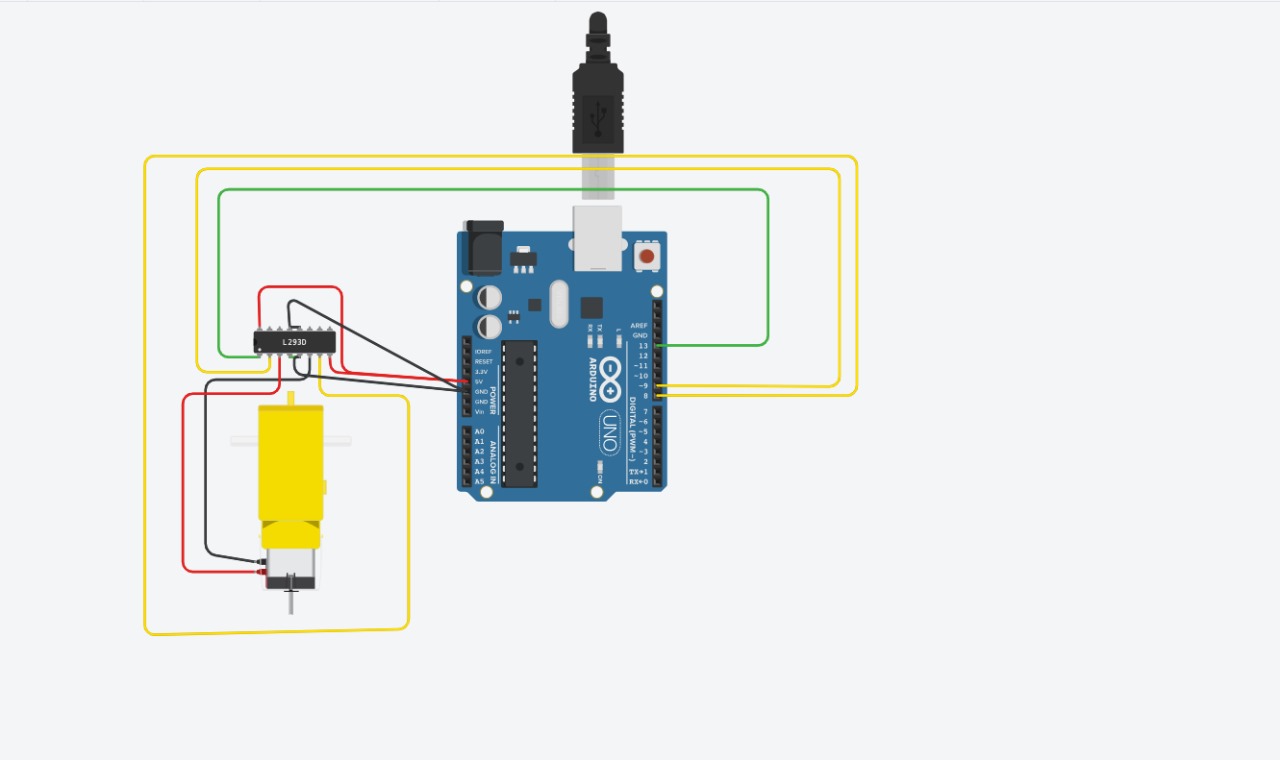 L293D
IOREF
RESET
3.3V
5V
GND
GND
Vin
POWER
A0
A1
A2
A3
A4
A5
ANALOG IN
RX
TX
L
ARDUINO
UNO
ON
DIGITAL (PWM~)
AREF
GND
13
12
~11
~10
~9
8
7
~6
~5
4
~3
2
TX→1
RX←0